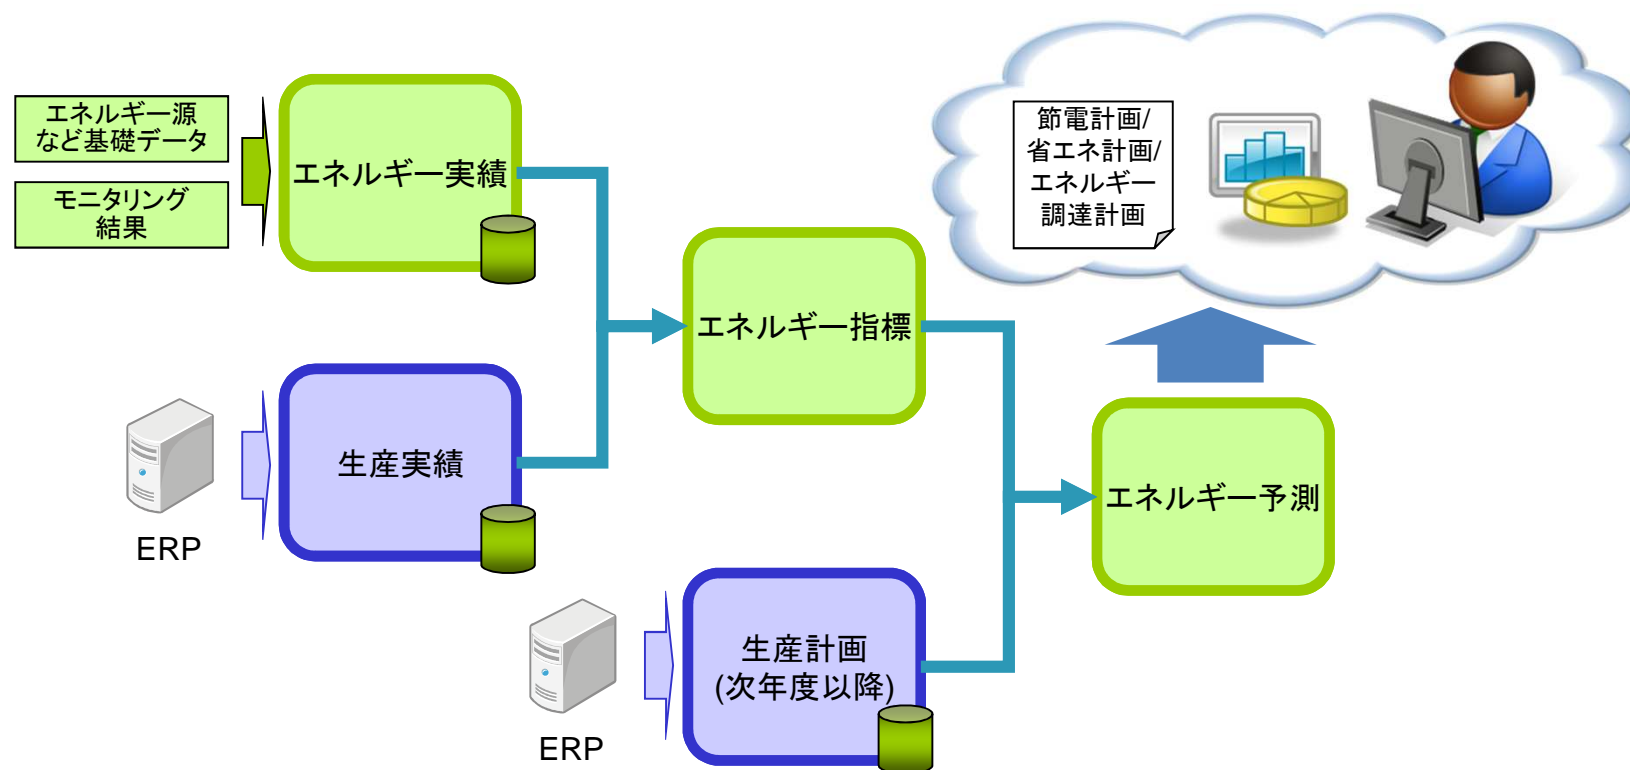 エネルギー源
など基礎データ
モニタリング
結果
エネルギー実績
節電計画/
省エネ計画/
エネルギー
調達計画
エネルギー指標
生産実績
ERP
エネルギー予測
生産計画
(次年度以降)
ERP